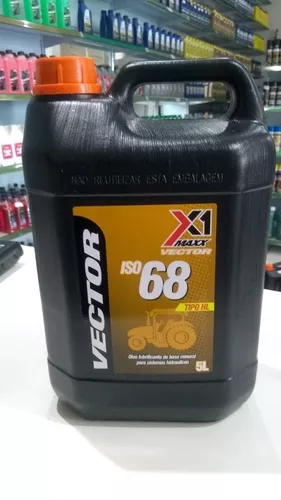 NÃO REUTILIZAR ESTA EMBALAGEM
X1
MAXX
VECTOR
VECTOR
ISO 68
TIPO HL
Óleo lubrificante de base mineral
para sistemas hidráulicos
5L